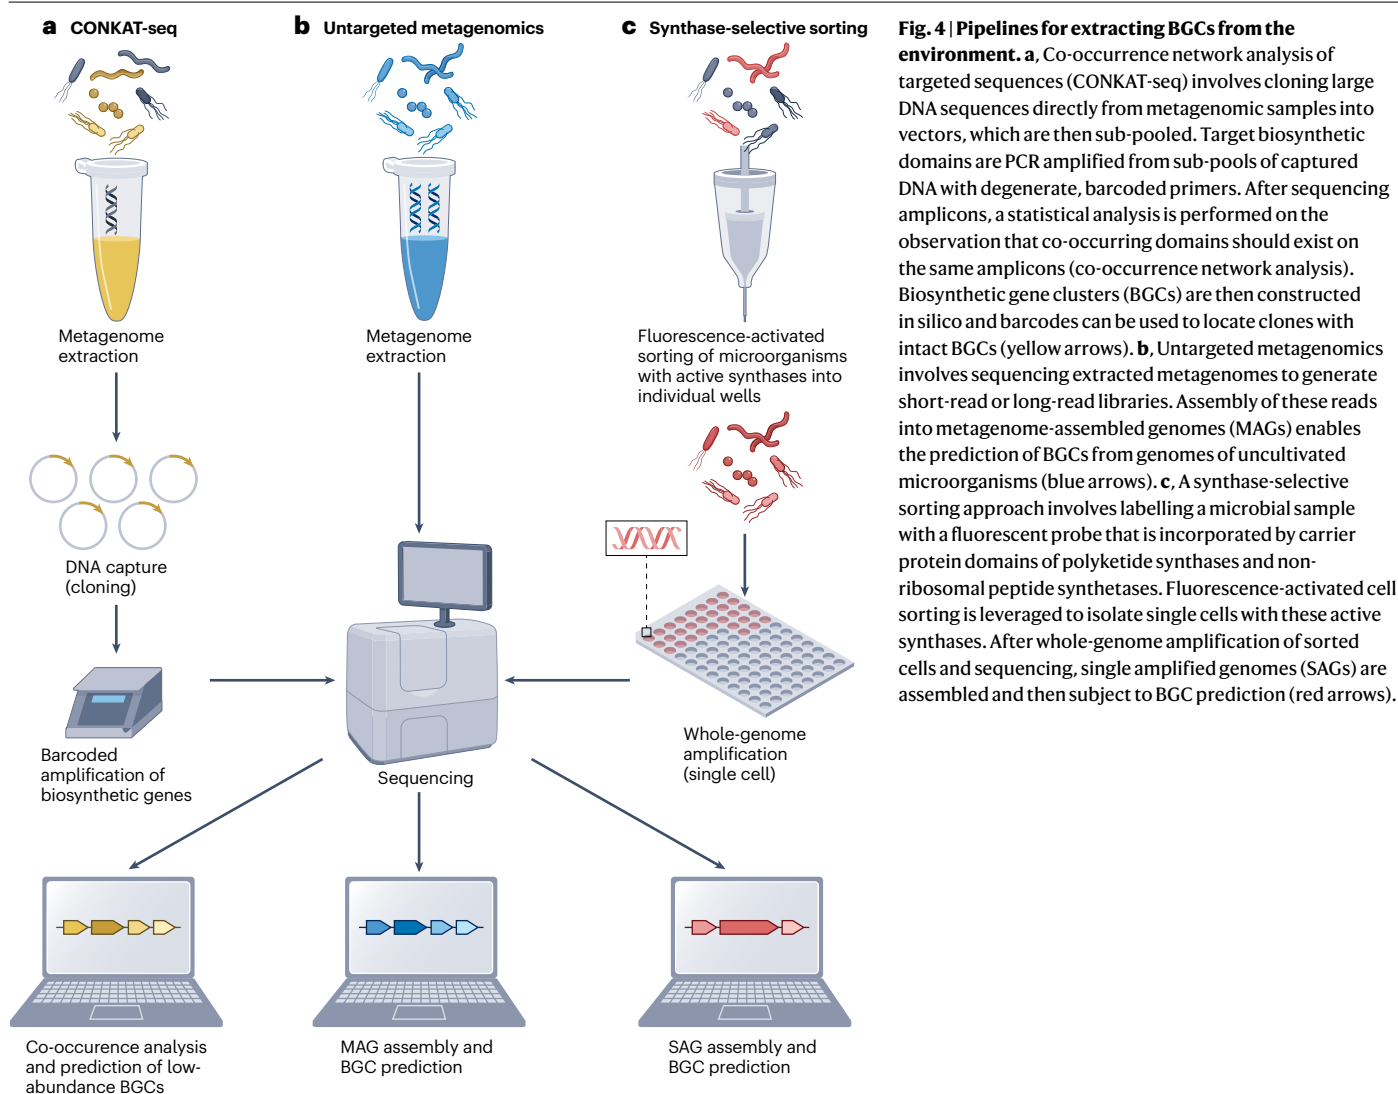 a CONKAT-seq
b Untargeted metagenomics
c Synthase-selective sorting
Metagenome
extraction
Metagenome
extraction
Fluorescence-activated
sorting of microorganisms
with active synthases into
individual wells
DNA capture
(cloning)
Barcoded
amplification of
biosynthetic genes
Sequencing
Whole-genome
amplification
(single cell)
Co-occurence analysis
and prediction of low-
abundance BGCs
MAG assembly and
BGC prediction
SAG assembly and
BGC prediction
Fig. 4 | Pipelines for extracting BGCs from the
environment. a, Co-occurrence network analysis of
targeted sequences (CONKAT-seq) involves cloning large
DNA sequences directly from metagenomic samples into
vectors, which are then sub-pooled. Target biosynthetic
domains are PCR amplified from sub-pools of captured
DNA with degenerate, barcoded primers. After sequencing
amplicons, a statistical analysis is performed on the
observation that co-occurring domains should exist on
the same amplicons (co-occurrence network analysis).
Biosynthetic gene clusters (BGCs) are then constructed
in silico and barcodes can be used to locate clones with
intact BGCs (yellow arrows). b, Untargeted metagenomics
involves sequencing extracted metagenomes to generate
short-read or long-read libraries. Assembly of these reads
into metagenome-assembled genomes (MAGs) enables
the prediction of BGCs from genomes of uncultivated
microorganisms (blue arrows). c, A synthase-selective
sorting approach involves labelling a microbial sample
with a fluorescent probe that is incorporated by carrier
protein domains of polyketide synthases and non-
ribosomal peptide synthetases. Fluorescence-activated cell
sorting is leveraged to isolate single cells with these active
synthases. After whole-genome amplification of sorted
cells and sequencing, single amplified genomes (SAGs) are
assembled and then subject to BGC prediction (red arrows).